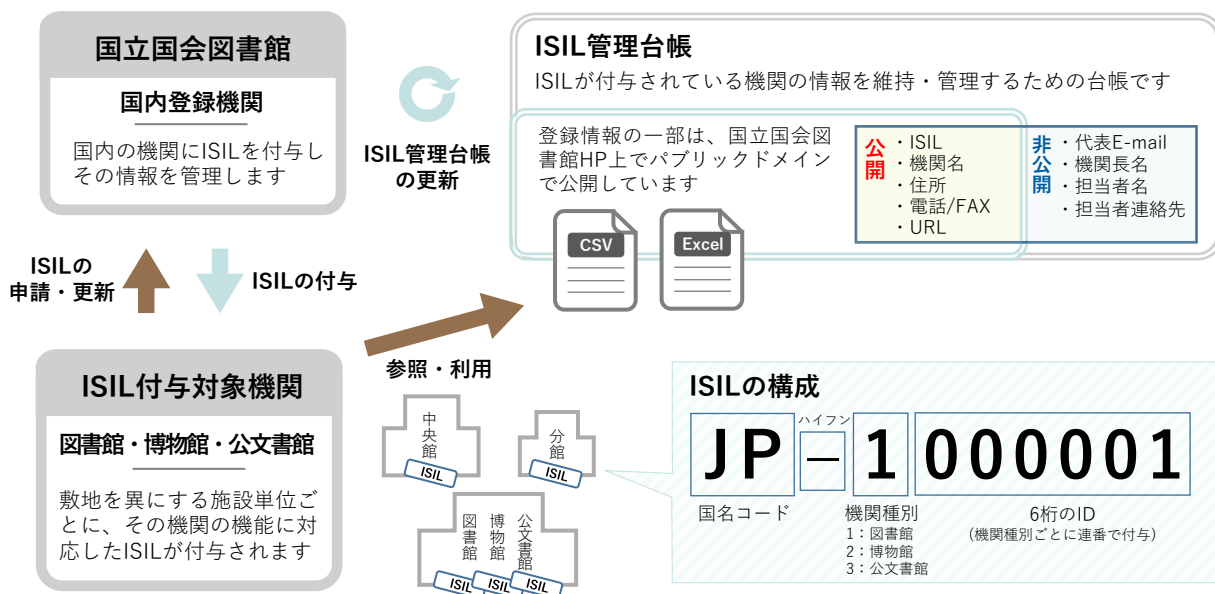 国立国会図書館
国内登録機関
国内の機関にISILを付与し
その情報を管理します
ISIL管理台帳
の更新
ISIL管理台帳
ISILが付与されている機関の情報を維持・管理するための台帳です
登録情報の一部は、国立国会図
書館HP上でパブリックドメイン
で公開しています
公開
・ISIL
・機関名
・住所
・電話/FAX
・URL
非公開
・代表E-mail
・機関長名
・担当者名
・担当者連絡先
CSV
Excel
ISILの
申請・更新
ISILの付与
ISIL付与対象機関
図書館・博物館・公文書館
敷地を異にする施設単位ご
とに、その機関の機能に対
応したISILが付与されます
参照・利用
中央館
ISIL
分館
ISIL
図書館
博物館
公文書館
ISIL
ISIL
ISIL
ISILの構成
ハイフン
JP－1000001
国名コード
機関種別
1：図書館
2：博物館
3：公文書館
6桁のID
(機関種別ごとに連番で付与)